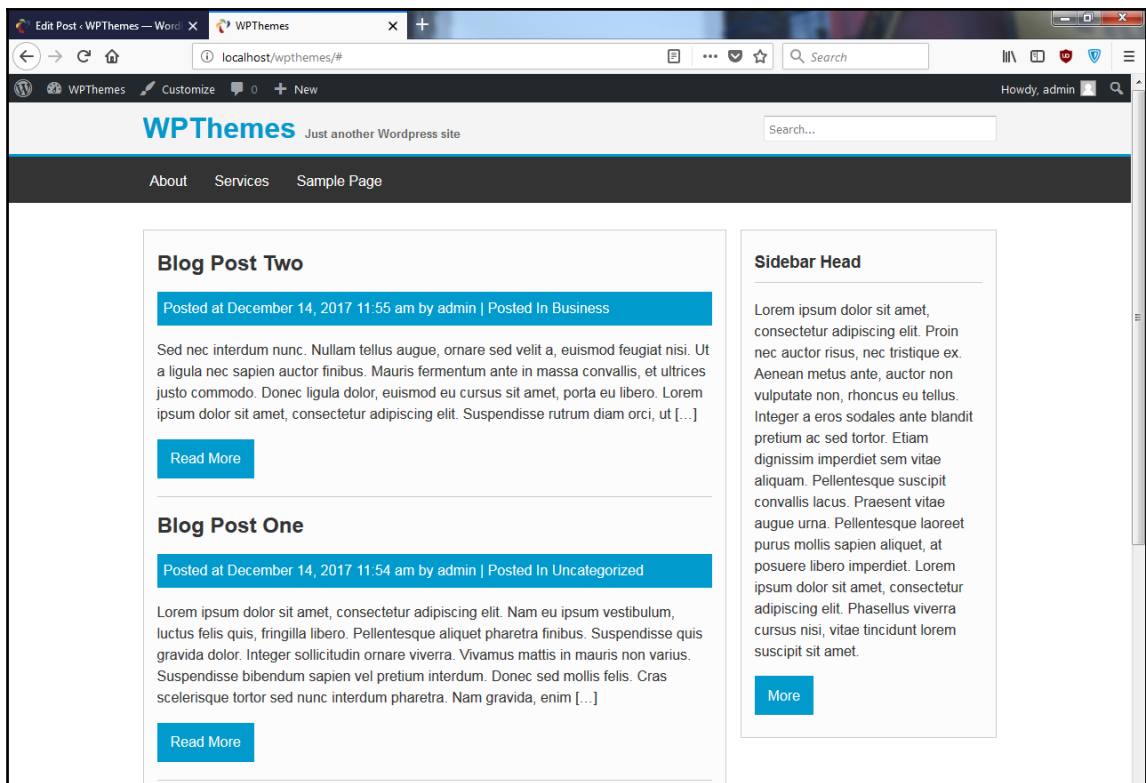 Edit Post ‹ WPThemes — Word
WPThemes
localhost/wpthemes/#
Search
WPThemes
Customize
0
New
Howdy, admin
WPThemes
Just another Wordpress site
Search...
About
Services
Sample Page
Blog Post Two
Posted at December 14, 2017 11:55 am by admin | Posted In Business
Sed nec interdum nunc. Nullam tellus augue, ornare sed velit a, euismod feugiat nisi. Ut
a ligula nec sapien auctor finibus. Mauris fermentum ante in massa convallis, et ultrices
justo commodo. Donec ligula dolor, euismod eu cursus sit amet, porta eu libero. Lorem
ipsum dolor sit amet, consectetur adipiscing elit. Suspendisse rutrum diam orci, ut […]
Read More
Blog Post One
Posted at December 14, 2017 11:54 am by admin | Posted In Uncategorized
Lorem ipsum dolor sit amet, consectetur adipiscing elit. Nam eu ipsum vestibulum,
luctus felis quis, fringilla libero. Pellentesque aliquet pharetra finibus. Suspendisse quis
gravida dolor. Integer sollicitudin ornare viverra. Vivamus mattis in mauris non varius.
Suspendisse bibendum sapien vel pretium interdum. Donec sed mollis felis. Cras
scelerisque tortor sed nunc interdum pharetra. Nam gravida, enim […]
Read More
Sidebar Head
Lorem ipsum dolor sit amet,
consectetur adipiscing elit. Proin
nec auctor risus, nec tristique ex.
Aenean metus ante, auctor non
vulputate non, rhoncus eu tellus.
Integer a eros sodales ante blandit
pretium ac sed tortor. Etiam
dignissim imperdiet sem vitae
aliquam. Pellentesque suscipit
convallis lacus. Praesent vitae
augue urna. Pellentesque laoreet
purus mollis sapien aliquet, at
posuere libero imperdiet. Lorem
ipsum dolor sit amet, consectetur
adipiscing elit. Phasellus viverra
cursus nisi, vitae tincidunt lorem
suscipit sit amet.
More